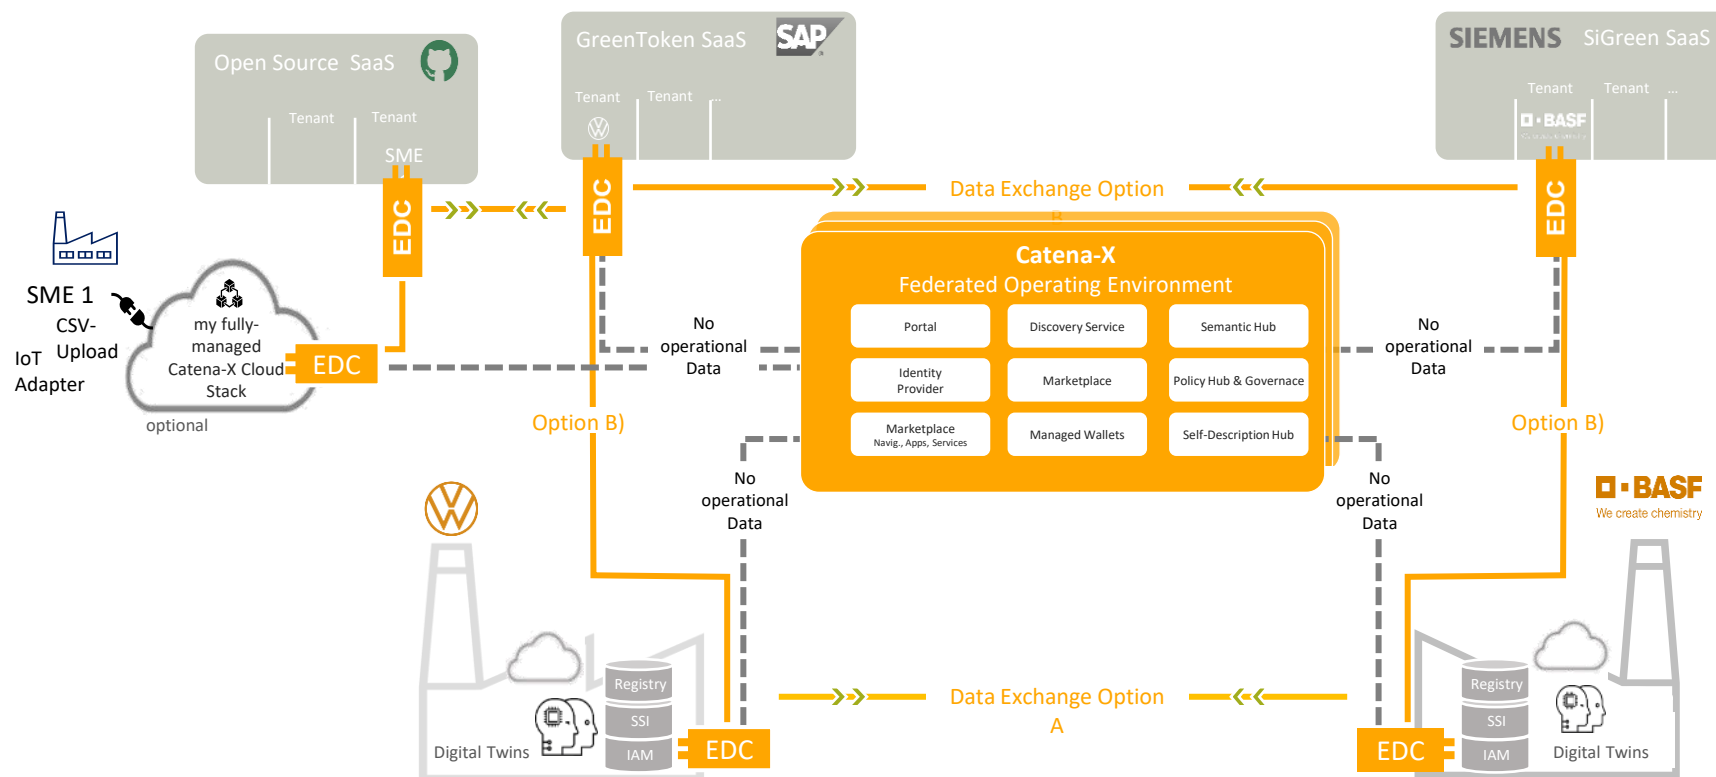 Open Source SaaS
Tenant
Tenant
SME
EDC
GreenToken SaaS
SAP
Tenant
Tenant
...
EDC
SIEMENS
SiGreen SaaS
Tenant
Tenant
...
BASF
EDC
Data Exchange Option
B
SME 1
CSV-
Upload
IoT
Adapter
my fully-
managed
Catena-X Cloud
Stack
optional
EDC
Catena-X
Federated Operating Environment
Portal
Discovery Service
Semantic Hub
Identity
Provider
Marketplace
Policy Hub & Governace
Marketplace
Navig., Apps, Services
Managed Wallets
Self-Description Hub
No
operational
Data
No
operational
Data
Option B)
Option B)
No
operational
Data
No
operational
Data
BASF
We create chemistry
Registry
SSI
IAM
Digital Twins
EDC
Data Exchange Option
A
EDC
Registry
SSI
IAM
Digital Twins